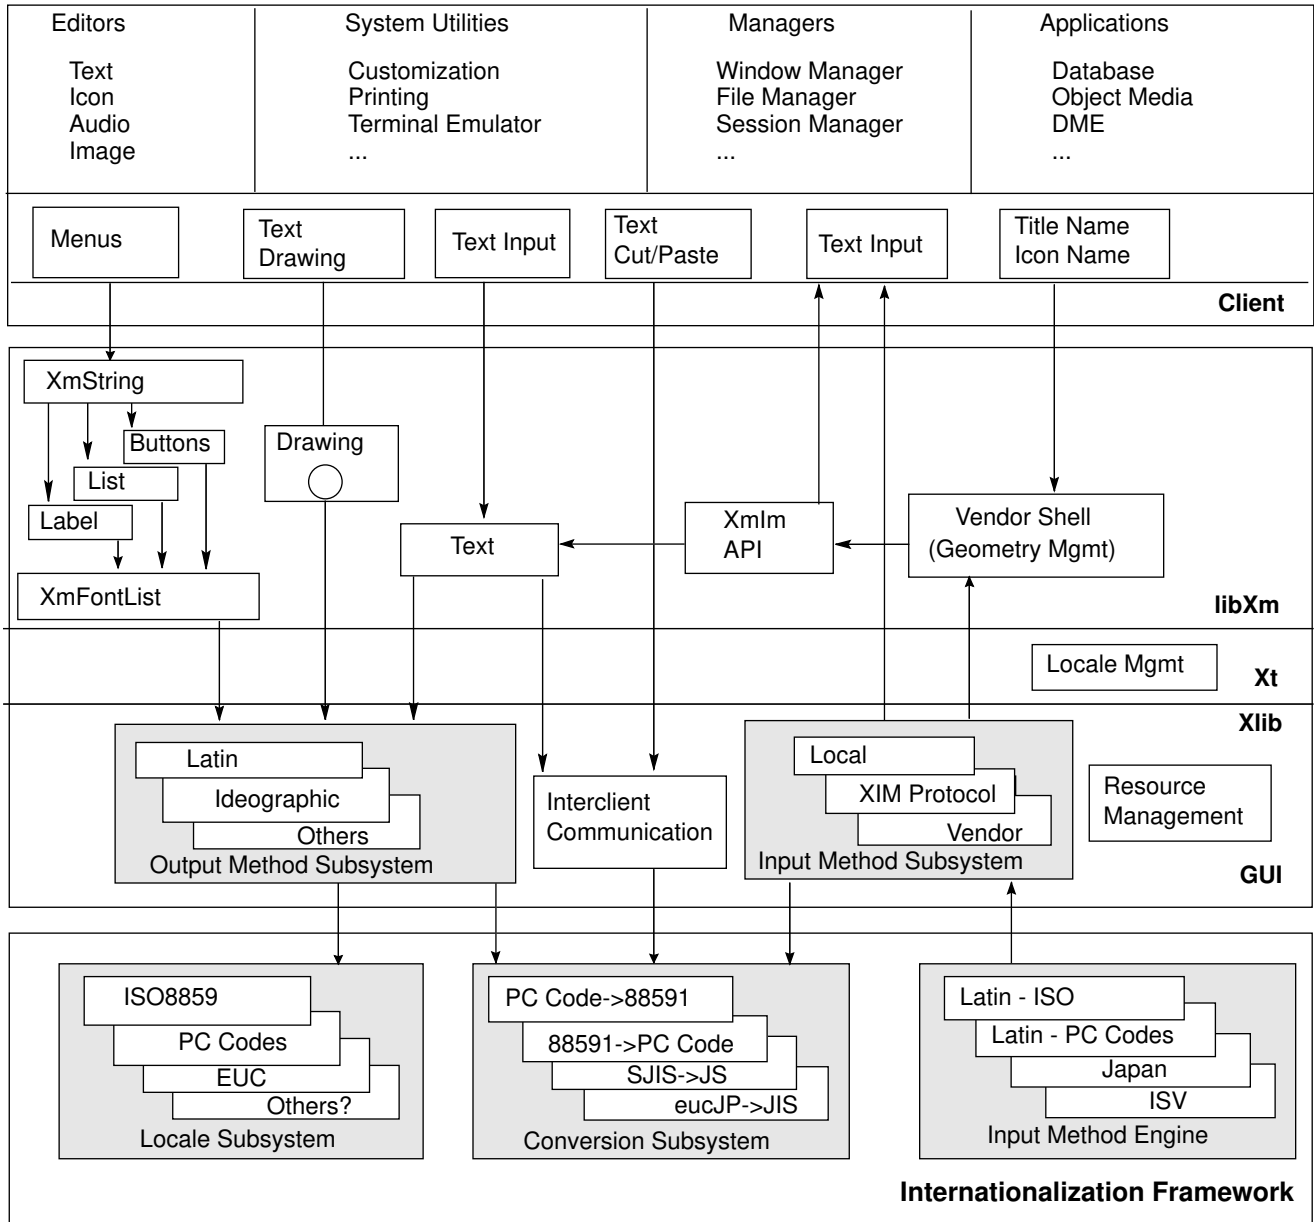 Editors
Text
Icon
Audio
Image
System Utilities
Customization
Printing
Terminal Emulator
...
Managers
Window Manager
File Manager
Session Manager
...
Applications
Database
Object Media
DME
...
Menus
Text
Drawing
Text Input
Text
Cut/Paste
Text Input
Title Name
Icon Name
Client
XmString
Buttons
List
Label
XmFontList
Drawing
Text
XmIm
API
Vendor Shell
(Geometry Mgmt)
libXm
Locale Mgmt
Xt
Xlib
Latin
Ideographic
Others
Output Method Subsystem
Interclient
Communication
Local
XIM Protocol
Vendor
Input Method Subsystem
Resource
Management
GUI
ISO8859
PC Codes
EUC
Others?
Locale Subsystem
PC Code->88591
88591->PC Code
SJIS->JS
eucJP->JIS
Conversion Subsystem
Latin - ISO
Latin - PC Codes
Japan
ISV
Input Method Engine
Internationalization Framework